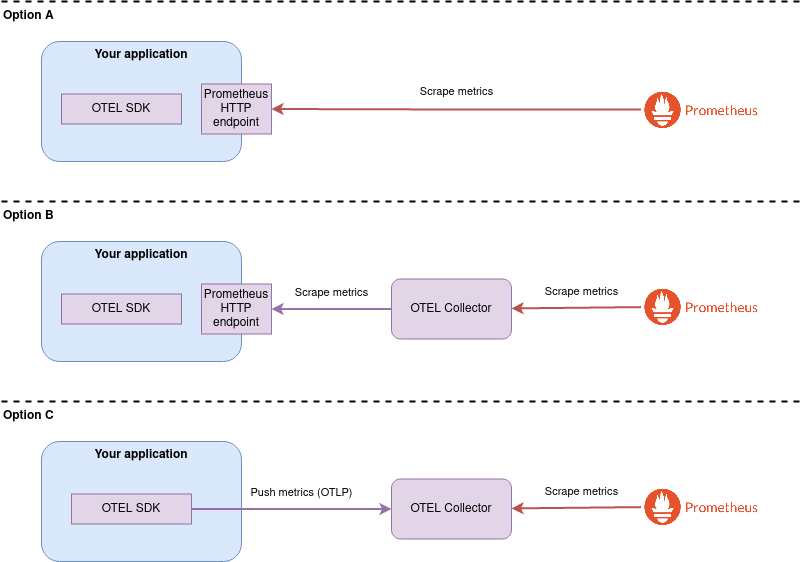 Option A
Your application
OTEL SDK
Prometheus
HTTP
endpoint
Scrape metrics
Prometheus
Option B
Your application
OTEL SDK
Prometheus
HTTP
endpoint
Scrape metrics
OTEL Collector
Scrape metrics
Prometheus
Option C
Your application
OTEL SDK
Push metrics (OTLP)
OTEL Collector
Scrape metrics
Prometheus